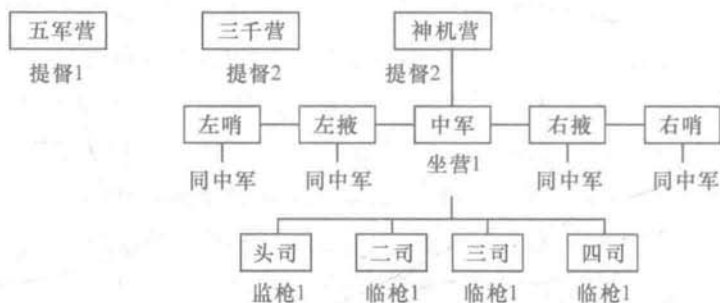 五军营 三千营 神机营
提督1 提督2 提督2
左哨 左掖 中军 右掖 右哨
同中军 同中军 坐营1 同中军 同中军
头司 二司 三司 四司
监枪1 临枪1 临枪1 临枪1